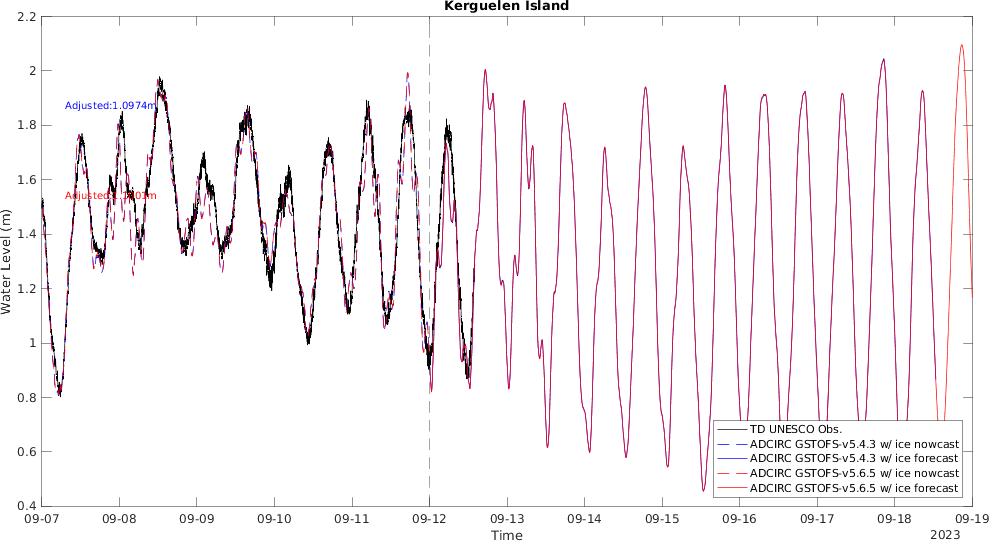 Kerguelen Island
2.2
2
1.8
1.6
1.4
1.2
1
0.8
0.6
0.4
Water Level (m)
Adjusted:1.0974m
TD UNESCO Obs.
ADCIRC GSTOFS-v5.4.3 w/ ice nowcast
ADCIRC GSTOFS-v5.4.3 w/ ice forecast
ADCIRC GSTOFS-v5.6.5 w/ ice nowcast
ADCIRC GSTOFS-v5.6.5 w/ ice forecast
09-07 09-08 09-09 09-10 09-11 09-12 09-13 09-14 09-15 09-16 09-17 09-18 09-19
Time
2023